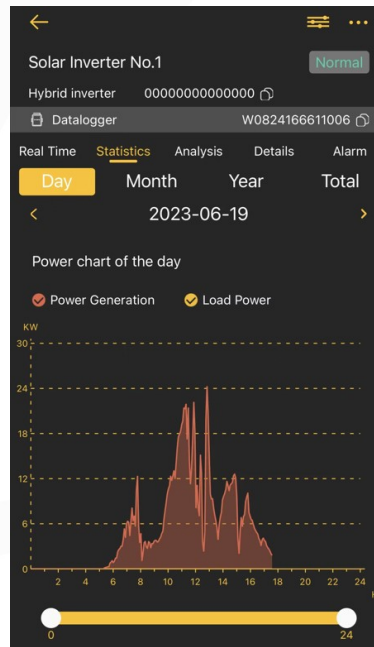 Solar Inverter No.1
Normal
Hybrid inverter 00000000000000
Datalogger W0824166611006
Real Time Statistics Analysis Details Alarm
Day Month Year Total
< 2023-06-19 >
Power chart of the day
Power Generation Load Power
KW
30
24
18
12
6
0
2 4 6 8 10 12 14 16 18 20 22 24
0 24